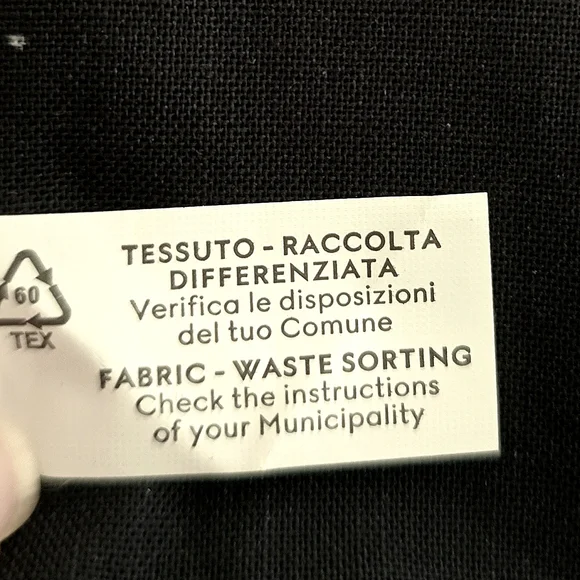 60
TEX
TESSUTO - RACCOLTA
DIFFERENZIATA
Verifica le disposizioni
del tuo Comune
FABRIC - WASTE SORTING
Check the instructions
of your Municipality